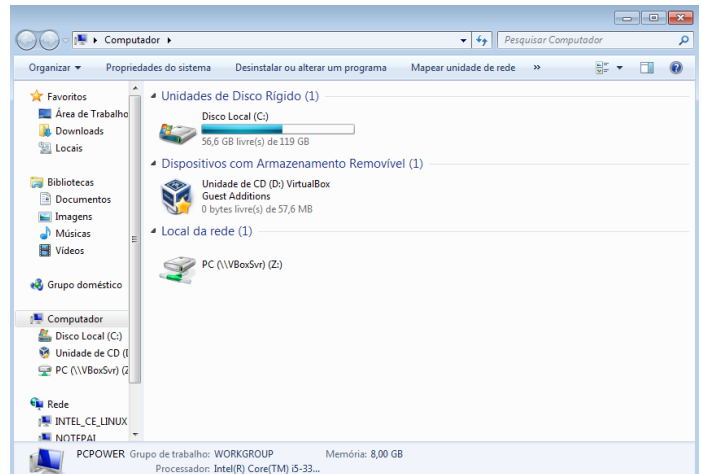 Computador
Pesquisar Computador
Organizar
Propriedades do sistema
Desinstalar ou alterar um programa
Mapear unidade de rede
»
Favoritos
Área de Trabalho
Downloads
Locais
Bibliotecas
Documentos
Imagens
Músicas
Vídeos
Grupo doméstico
Computador
Disco Local (C:)
Unidade de CD (
PC (\\VBoxSvr) (Z
Rede
INTEL_CE_LINUX
NOTEPAI
Unidades de Disco Rígido (1)
Disco Local (C:)
56,6 GB livre(s) de 119 GB
Dispositivos com Armazenamento Removível (1)
Unidade de CD (D:) VirtualBox
Guest Additions
0 bytes livre(s) de 57,6 MB
Local da rede (1)
PC (\\VBoxSvr) (Z:)
PCPOWER Grupo de trabalho: WORKGROUP Memória: 8,00 GB
Processador: Intel(R) Core(TM) i5-33...